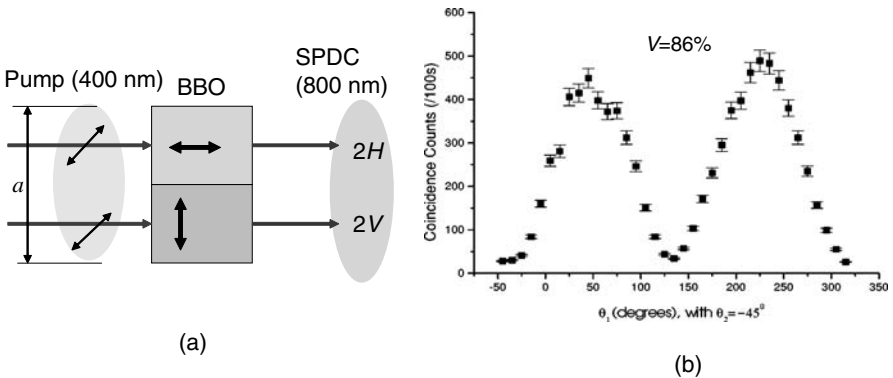 Pump (400 nm)
BBO
SPDC
(800 nm)
a
2H
2V
(a)
(b)
V=86%
Coincidence Counts (/100s)
600
500
400
300
200
100
0
-50
0
50
100
150
200
250
300
350
θ₁(degrees), with θ₂=-45⁰